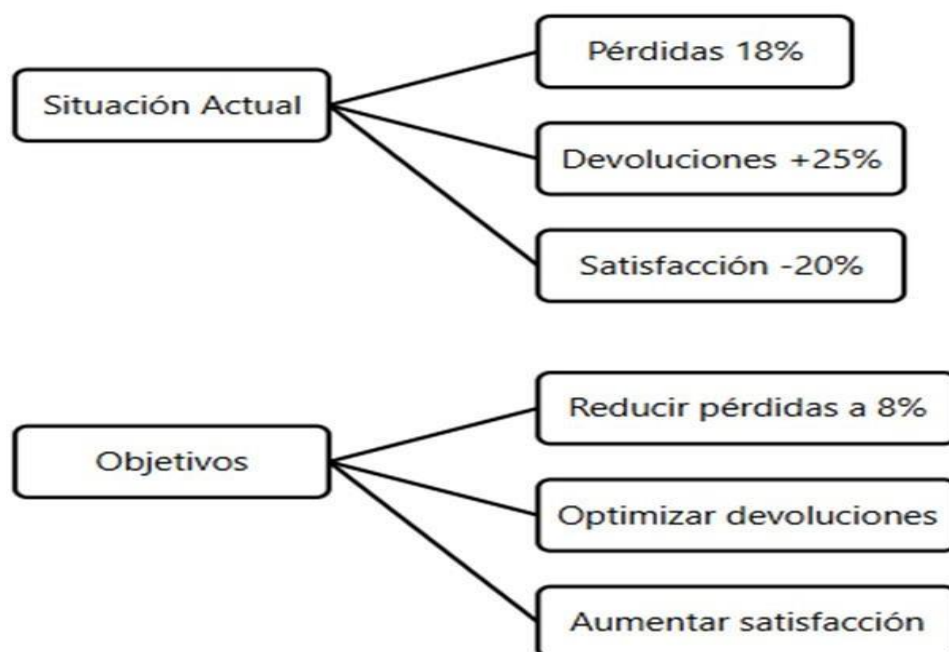 Situación Actual
Pérdidas 18%
Devoluciones +25%
Satisfacción -20%
Objetivos
Reducir pérdidas a 8%
Optimizar devoluciones
Aumentar satisfacción